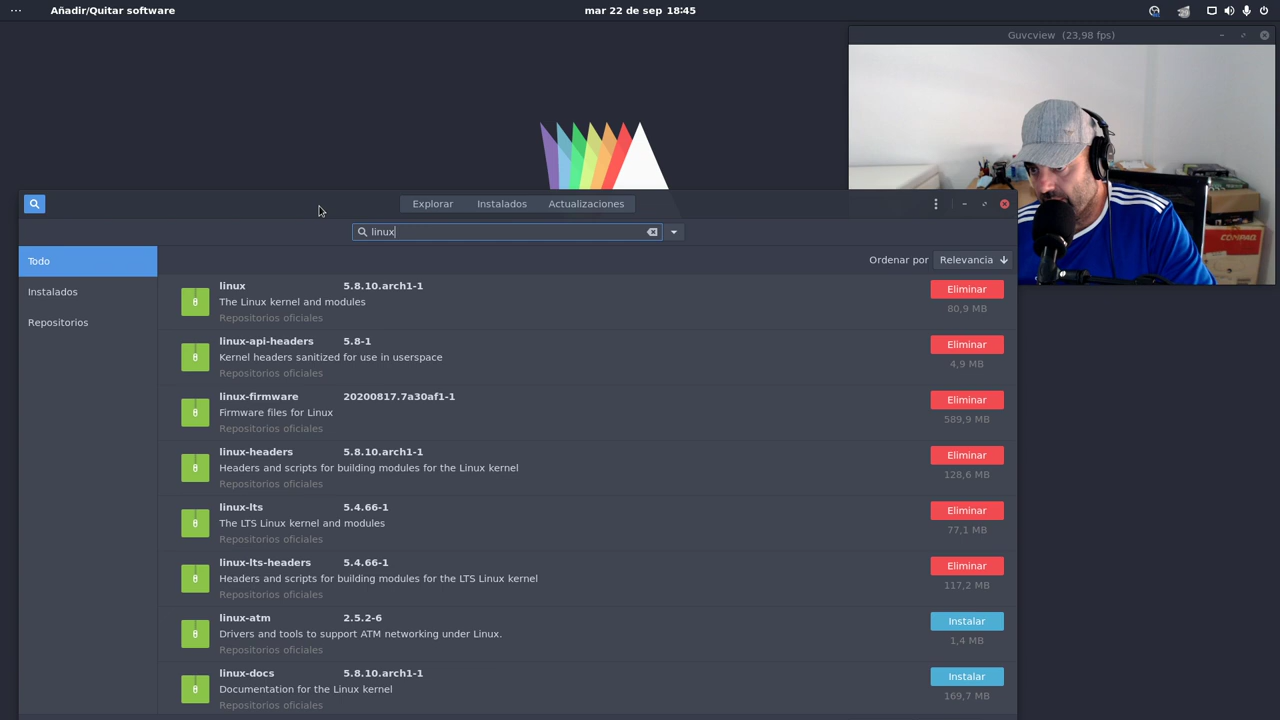 Añadir/Quitar software
mar 22 de sep 18:45
Guvcview (23,98 fps)
COMPAQ
Explorar
Instalados
Actualizaciones
linux
Todo
Instalados
Repositorios
Ordenar por
Relevancia
linux 5.8.10.arch1-1
The Linux kernel and modules
Repositorios oficiales
Eliminar
80,9 MB
linux-api-headers 5.8-1
Kernel headers sanitized for use in userspace
Repositorios oficiales
Eliminar
4,9 MB
linux-firmware 20200817.7a30af1-1
Firmware files for Linux
Repositorios oficiales
Eliminar
589,9 MB
linux-headers 5.8.10.arch1-1
Headers and scripts for building modules for the Linux kernel
Repositorios oficiales
Eliminar
128,6 MB
linux-lts 5.4.66-1
The LTS Linux kernel and modules
Repositorios oficiales
Eliminar
77,1 MB
linux-lts-headers 5.4.66-1
Headers and scripts for building modules for the LTS Linux kernel
Repositorios oficiales
Eliminar
117,2 MB
linux-atm 2.5.2-6
Drivers and tools to support ATM networking under Linux.
Repositorios oficiales
Instalar
1,4 MB
linux-docs 5.8.10.arch1-1
Documentation for the Linux kernel
Repositorios oficiales
Instalar
169,7 MB